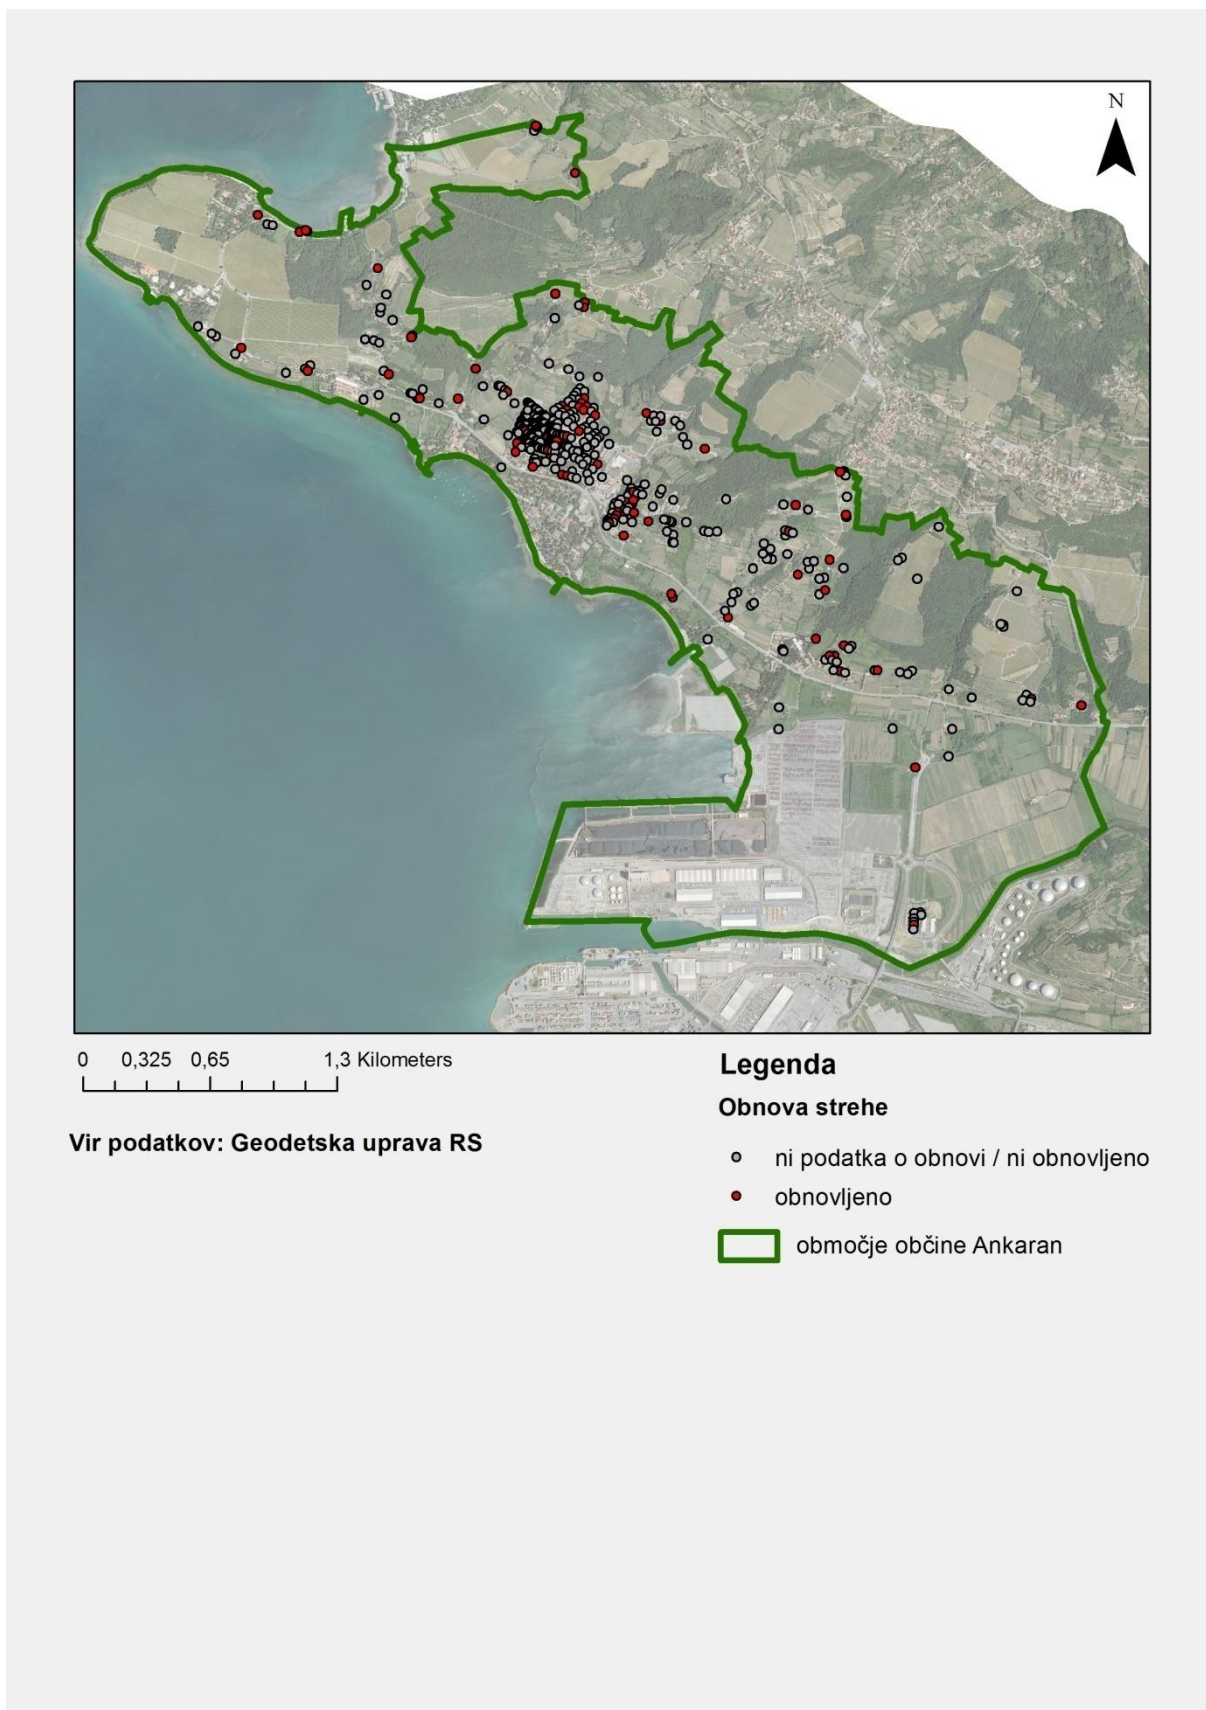 N
0 0,325 0,65 1,3 Kilometers
Vir podatkov: Geodetska uprava RS
Legenda
Obnova strehe
ni podatka o obnovi / ni obnovljeno
obnovljeno
območje občine Ankaran